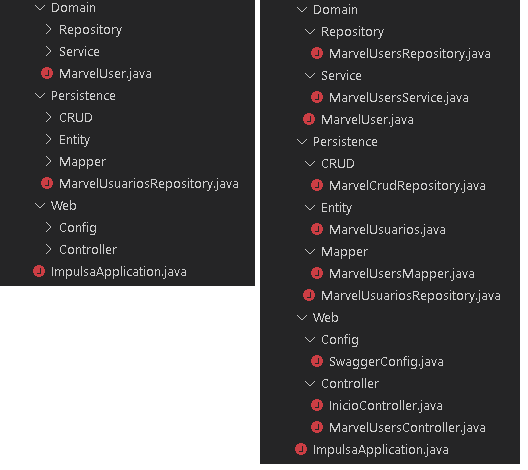 Domain
Repository
Service
MarvelUser.java
Persistence
CRUD
Entity
Mapper
MarvelUsuariosRepository.java
Web
Config
Controller
ImpulsaApplication.java
Domain
Repository
MarvelUsersRepository.java
Service
MarvelUsersService.java
MarvelUser.java
Persistence
CRUD
MarvelCrudRepository.java
Entity
MarvelUsuarios.java
Mapper
MarvelUsersMapper.java
MarvelUsuariosRepository.java
Web
Config
SwaggerConfig.java
Controller
InicioController.java
MarvelUsersController.java
ImpulsaApplication.java